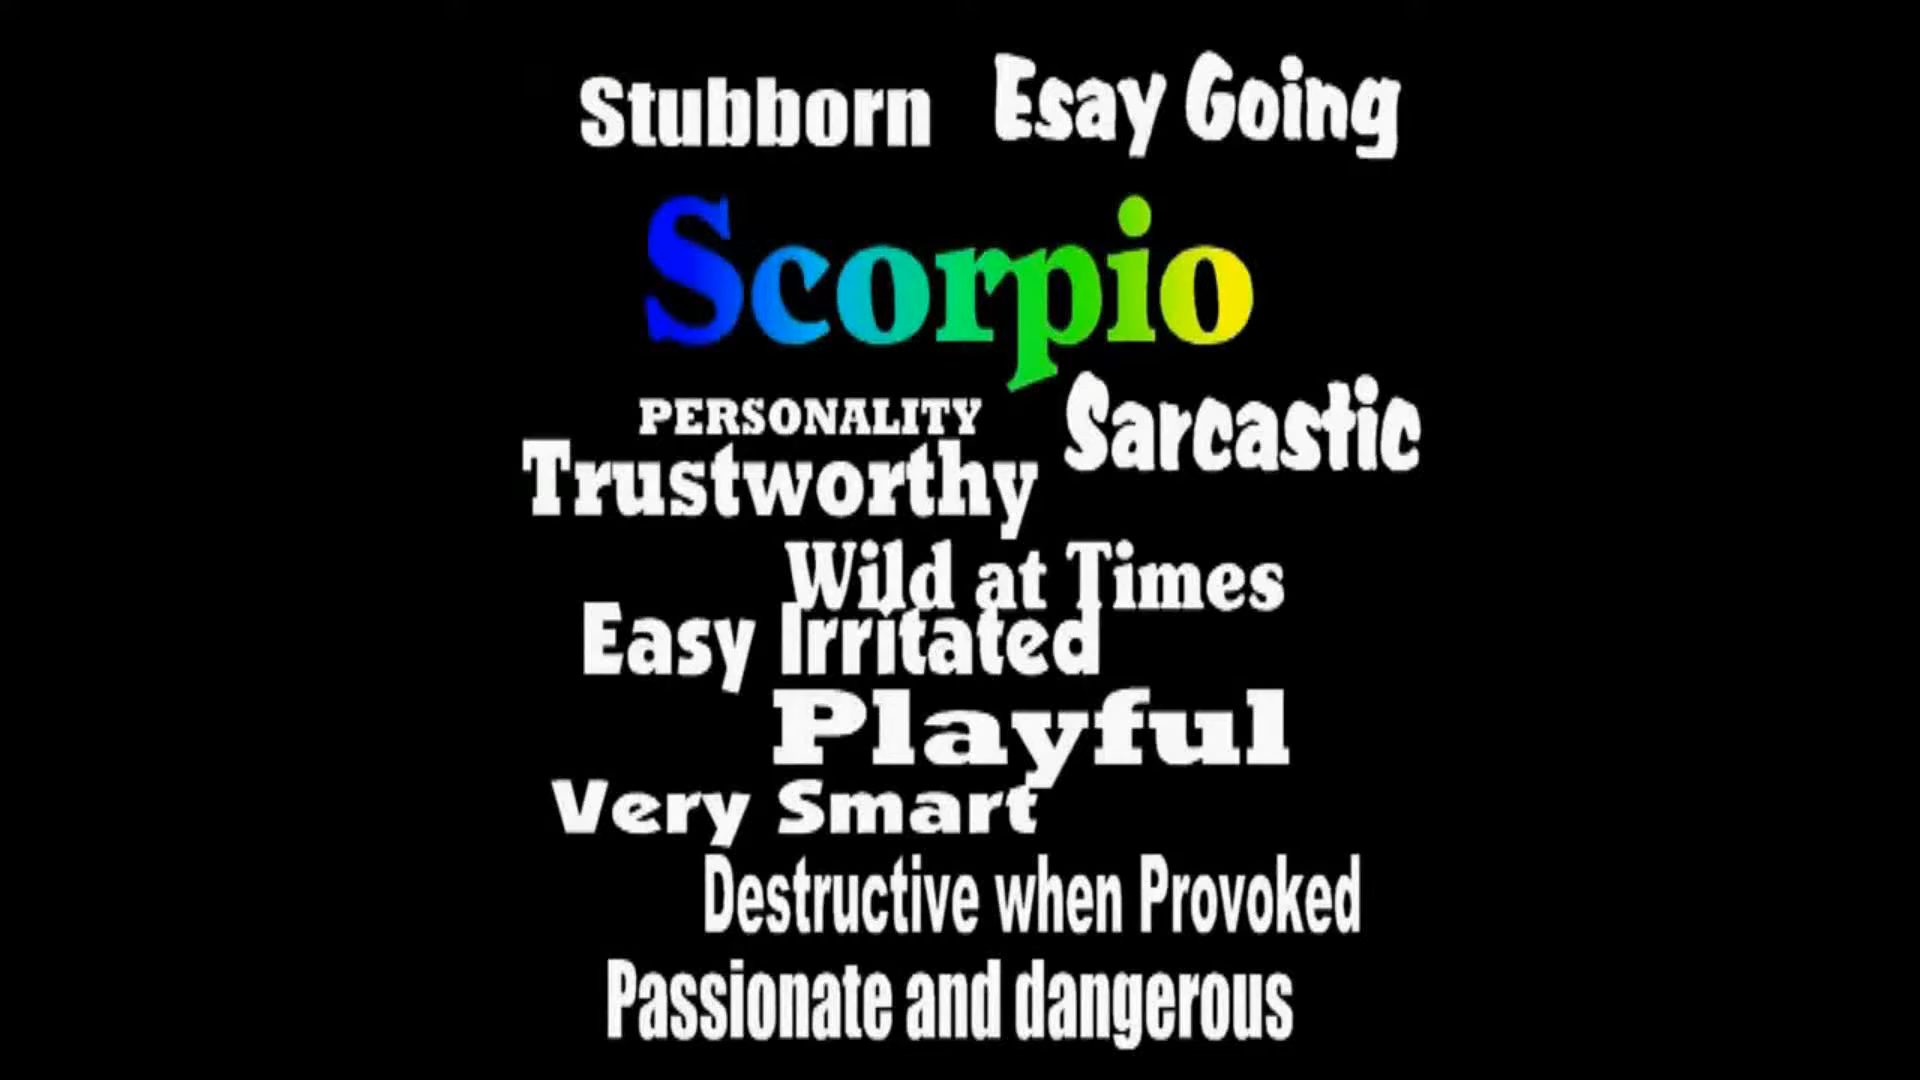 Stubborn Esay Going
Scorpio
PERSONALITY
Sarcastic
Trustworthy
Wild at Times
Easy Irritated
Playful
Very Smart
Destructive when Provoked
Passionate and dangerous